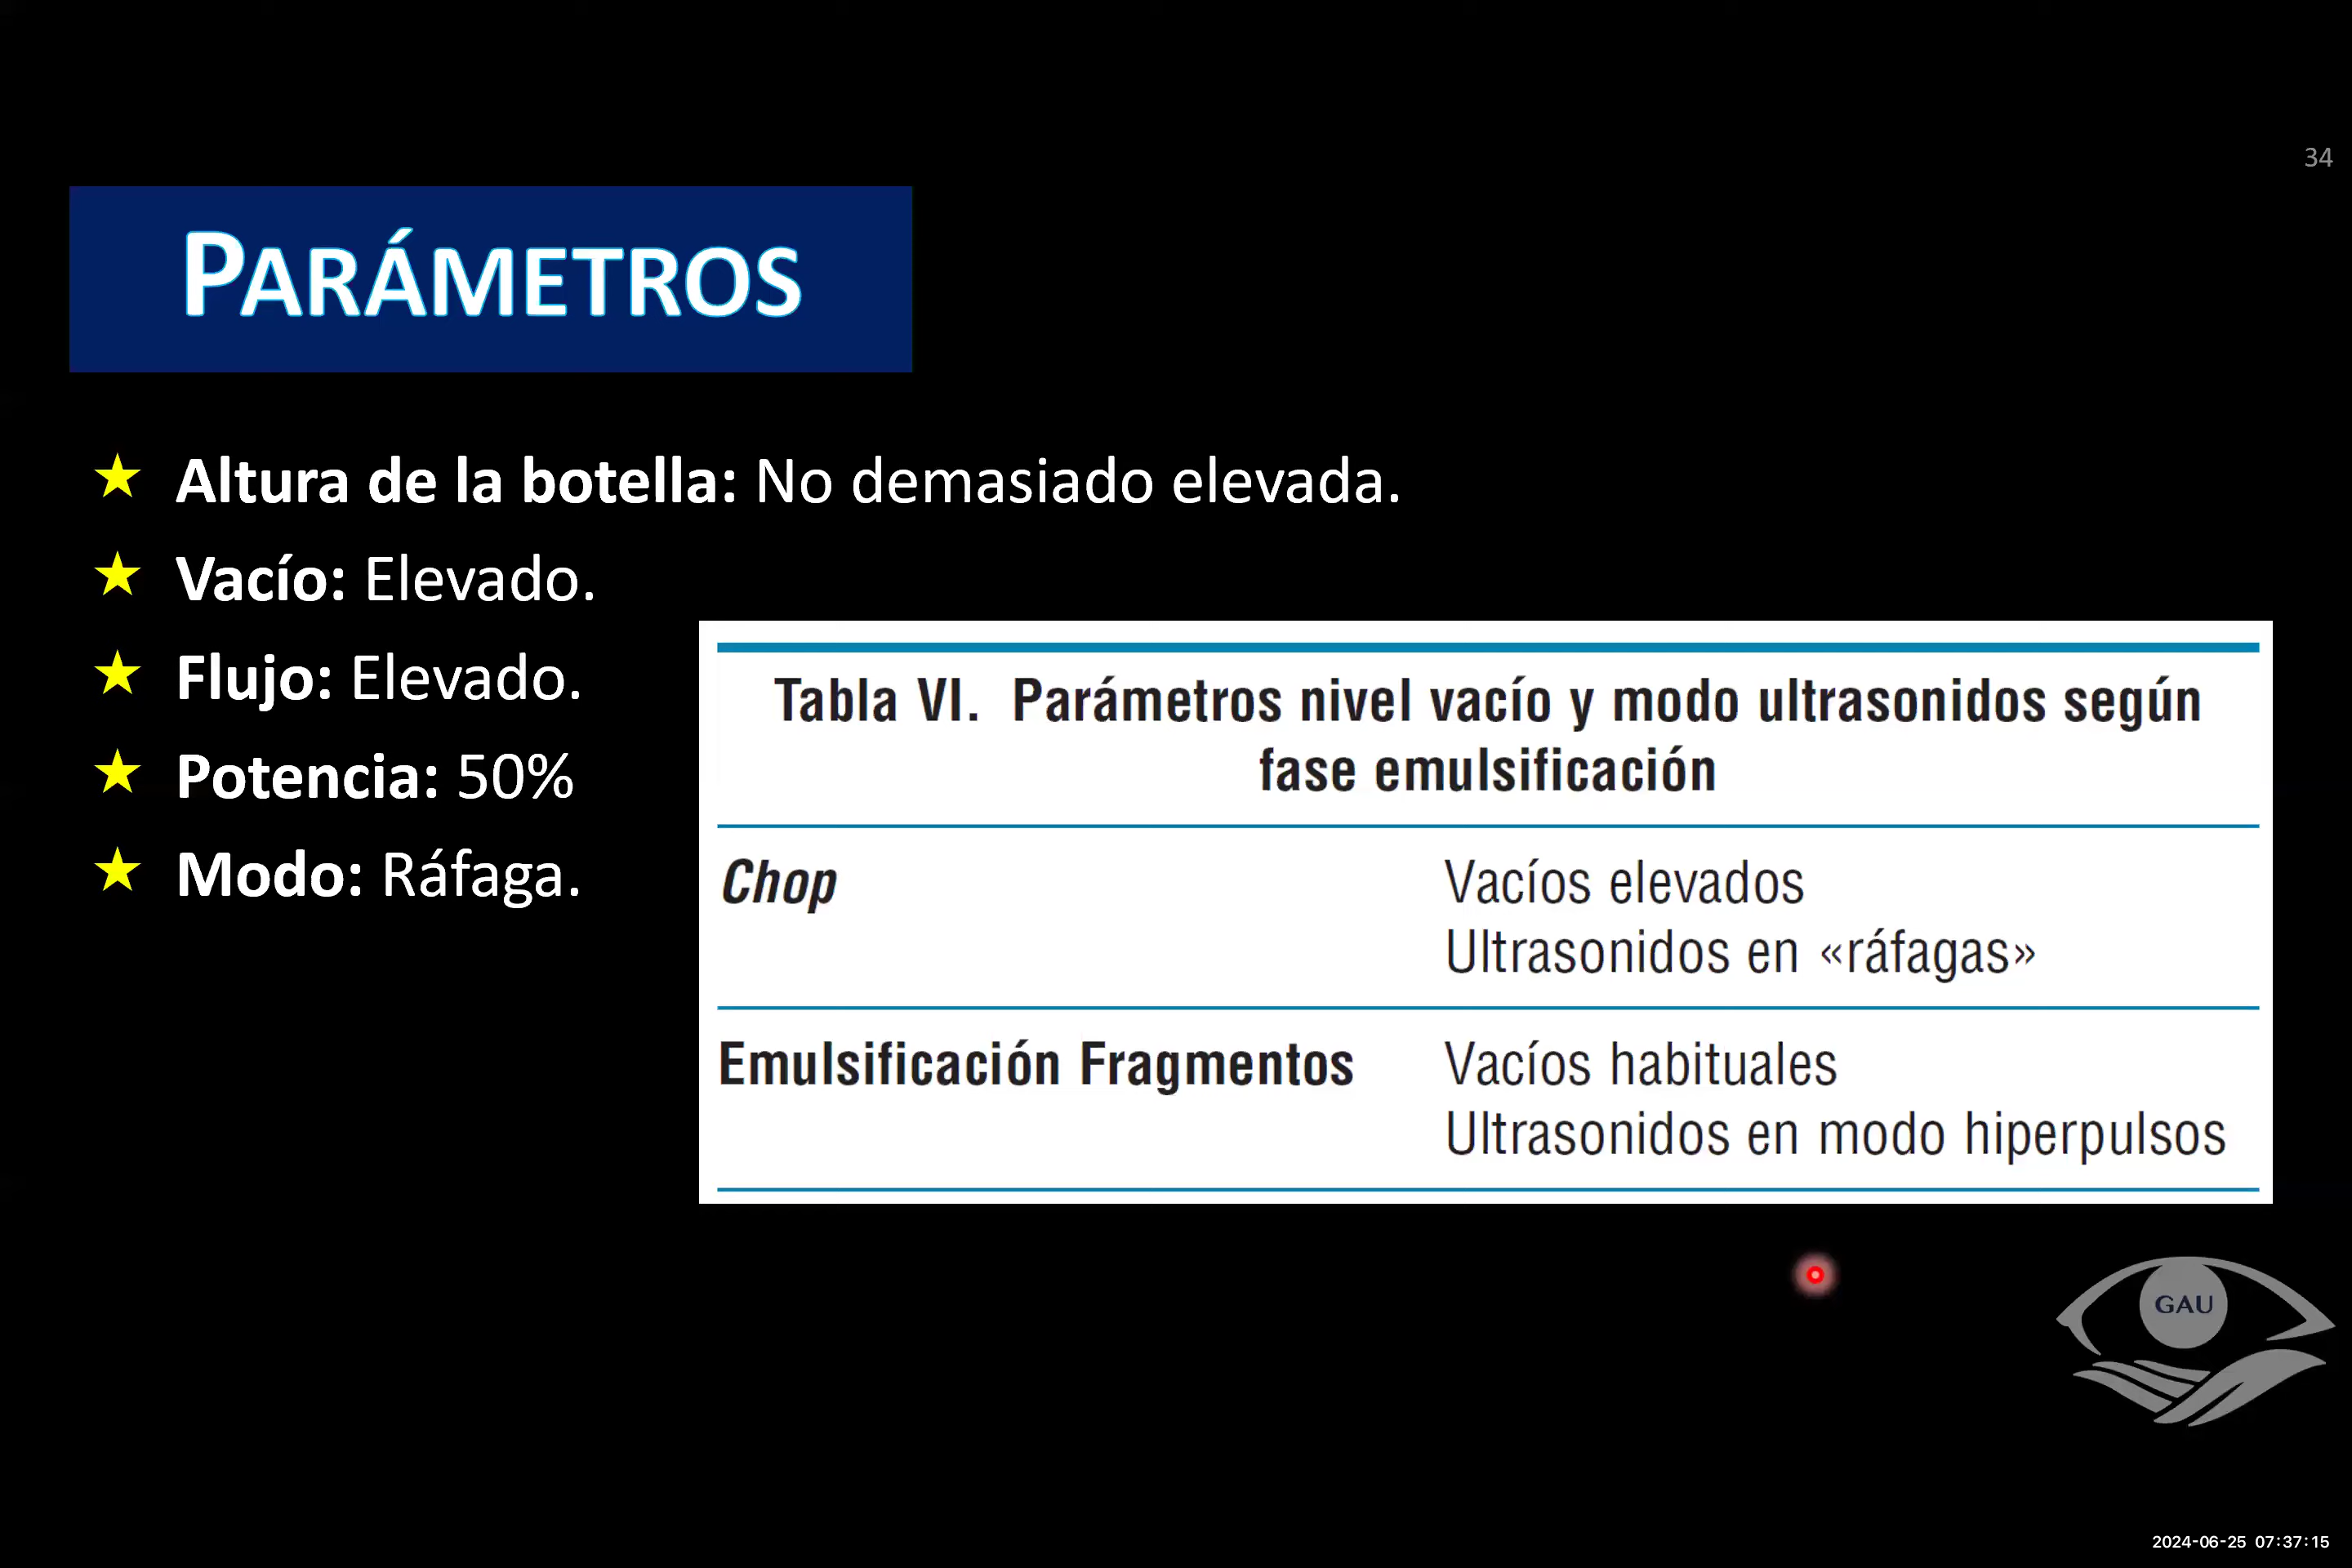 34
PARÁMETROS
Altura de la botella: No demasiado elevada.
Vacío: Elevado.
Flujo: Elevado.
Potencia: 50%
Modo: Ráfaga.
Tabla VI. Parámetros nivel vacío y modo ultrasonidos según
fase emulsificación
Chop
Vacíos elevados
Ultrasonidos en «ráfagas»
Emulsificación Fragmentos
Vacíos habituales
Ultrasonidos en modo hiperpulsos
GAU
2024-06-25 07:37:15